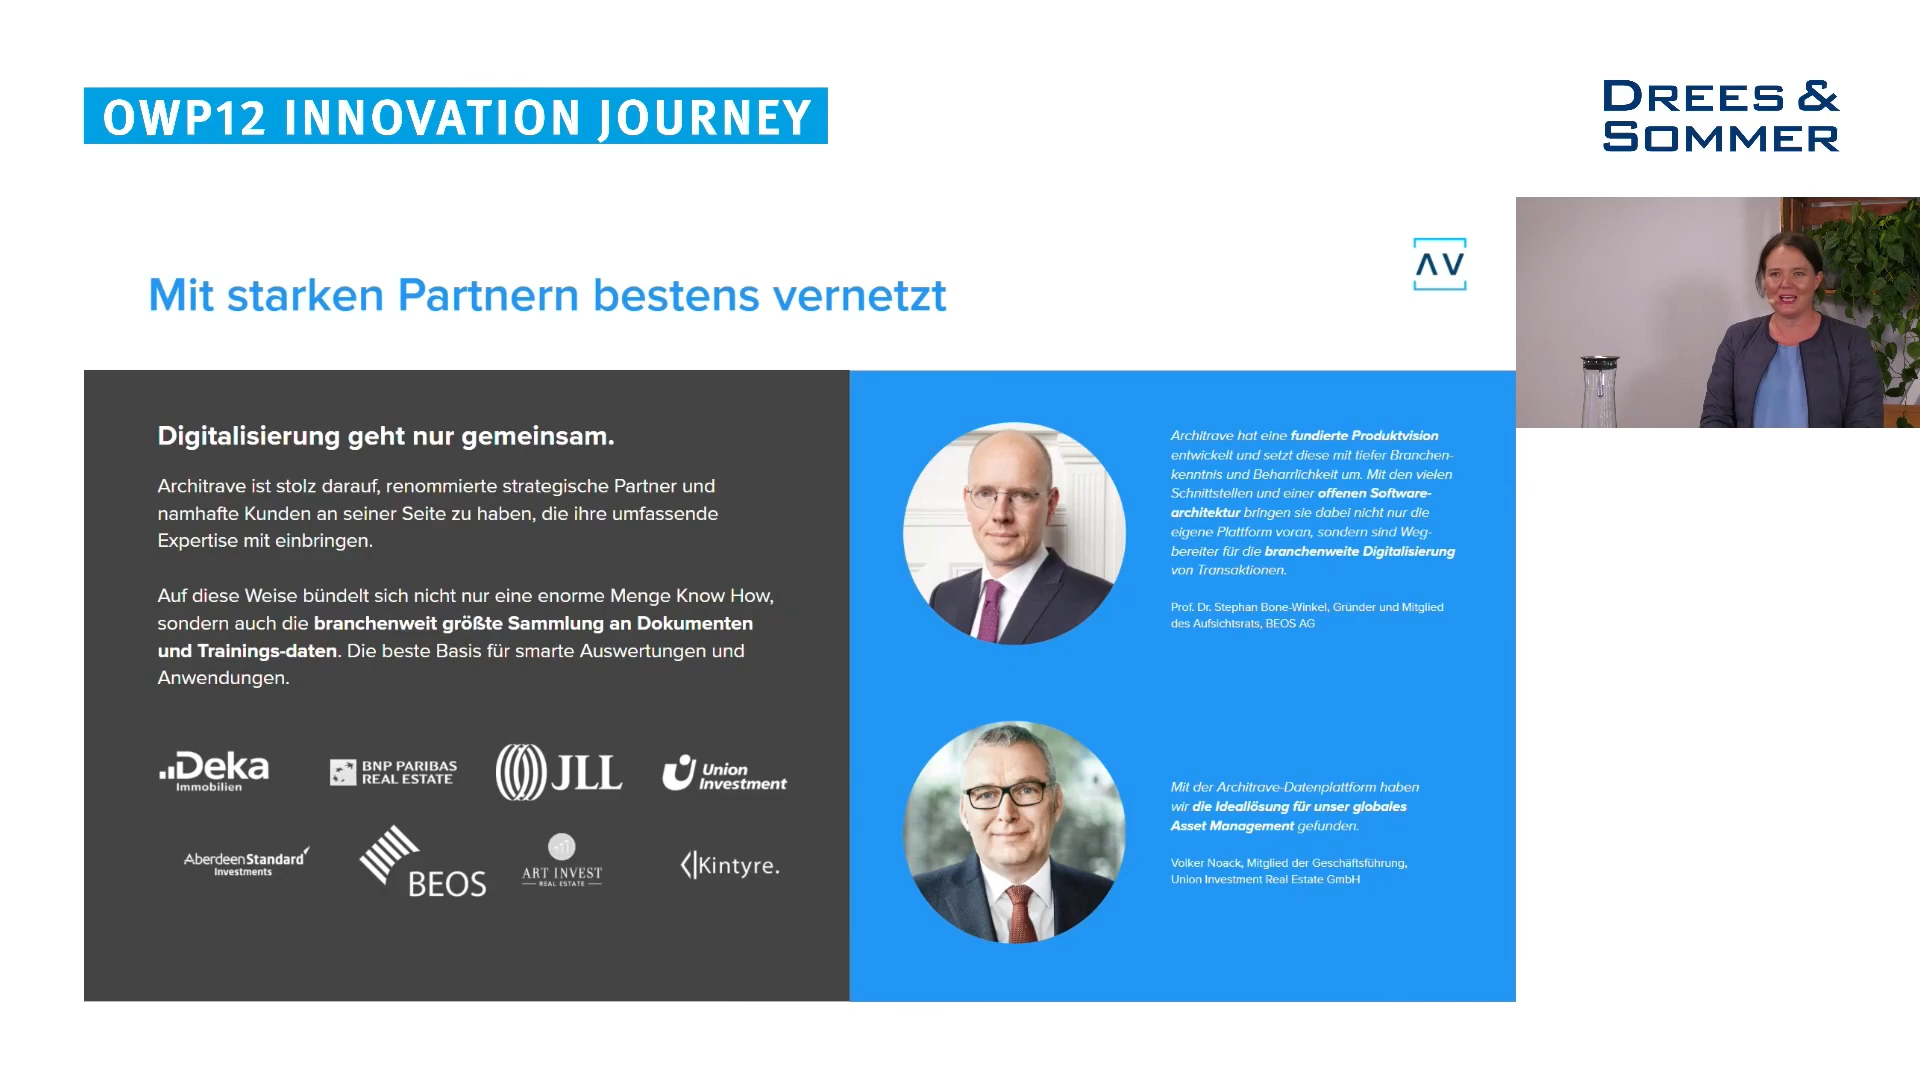 OWP12 INNOVATION JOURNEY
DREES &
SOMMER
AV
Mit starken Partnern bestens vernetzt
Digitalisierung geht nur gemeinsam.
Architrave ist stolz darauf, renommierte strategische Partner und
namhafte Kunden an seiner Seite zu haben, die ihre umfassende
Expertise mit einbringen.
Auf diese Weise bündelt sich nicht nur eine enorme Menge Know How,
sondern auch die branchenweit größte Sammlung an Dokumenten
und Trainings-daten. Die beste Basis für smarte Auswertungen und
Anwendungen.
Deka
Immobilien
BNP PARIBAS
REAL ESTATE
JLL
Union
Investment
Aberdeen Standard
Investments
BEOS
ART INVEST
REAL ESTATE
Kintyre.
Architrave hat eine fundierte Produktvision
entwickelt und setzt diese mit tiefer Branchen-
kenntnis und Beharrlichkeit um. Mit den vielen
Schnittstellen und einer offenen Software-
architektur bringen sie dabei nicht nur die
eigene Plattform voran, sondern sind Weg-
bereiter für die branchenweite Digitalisierung
von Transaktionen.
Prof. Dr. Stephan Bone-Winkel, Gründer und Mitglied
des Aufsichtsrats, BEOS AG
Mit der Architrave-Datenplattform haben
wir die Ideallösung für unser globales
Asset Management gefunden.
Volker Noack, Mitglied der Geschäftsführung,
Union Investment Real Estate GmbH